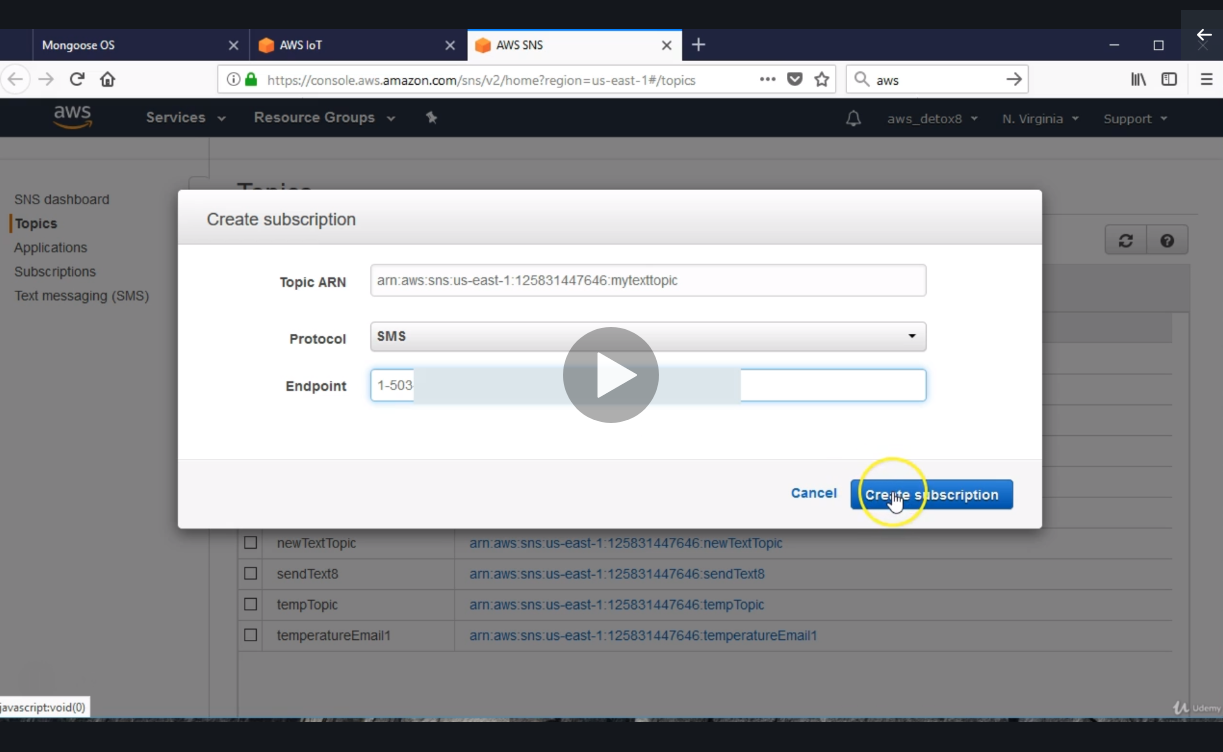 Mongoose OS
AWS IoT
AWS SNS
https://console.aws.amazon.com/sns/v2/home?region=us-east-1#/topics
aws
aws
Services
Resource Groups
aws_detox8
N. Virginia
Support
Topics
SNS dashboard
Topics
Applications
Subscriptions
Text messaging (SMS)
Create subscription
Topic ARN
arn:aws:sns:us-east-1:125831447646:mytexttopic
Protocol
SMS
Endpoint
1-503
Cancel
Create subscription
newTextTopic
arn:aws:sns:us-east-1:125831447646:newTextTopic
sendText8
arn:aws:sns:us-east-1:125831447646:sendText8
tempTopic
arn:aws:sns:us-east-1:125831447646:tempTopic
temperatureEmail1
arn:aws:sns:us-east-1:125831447646:temperatureEmail1
javascript:void(0)
Udemy